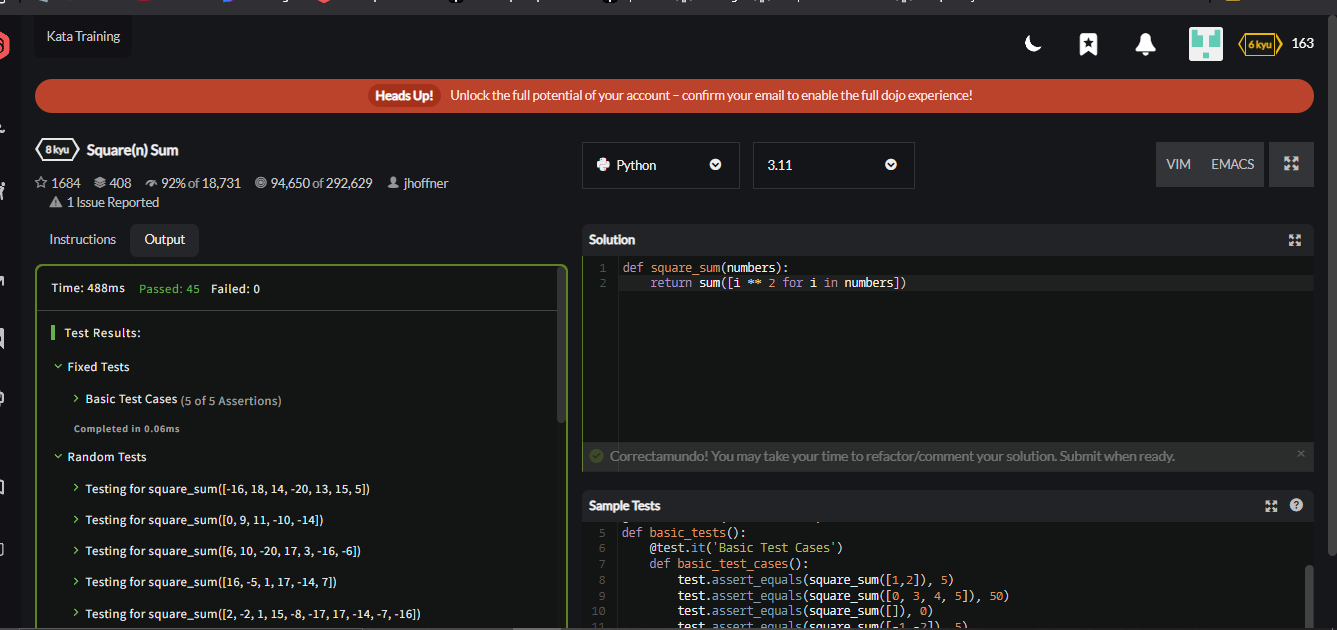 Kata Training
6 kyu 163
Heads Up! Unlock the full potential of your account – confirm your email to enable the full dojo experience!
8 kyu Square(n) Sum
1684 408 92% of 18,731 94,650 of 292,629 jhoffner
1 Issue Reported
Python
3.11
VIM EMACS
Instructions Output
Time: 488ms Passed: 45 Failed: 0
Test Results:
Fixed Tests
Basic Test Cases (5 of 5 Assertions)
Completed in 0.06ms
Random Tests
Testing for square_sum([-16, 18, 14, -20, 13, 15, 5])
Testing for square_sum([0, 9, 11, -10, -14])
Testing for square_sum([6, 10, -20, 17, 3, -16, -6])
Testing for square_sum([16, -5, 1, 17, -14, 7])
Testing for square_sum([2, -2, 1, 15, -8, -17, 17, -14, -7, -16])
Solution
1 def square_sum(numbers):
2 return sum([i ** 2 for i in numbers])
Correctamundo! You may take your time to refactor/comment your solution. Submit when ready.
Sample Tests
5 def basic_tests():
6 @test.it('Basic Test Cases')
7 def basic_test_cases():
8 test.assert_equals(square_sum([1,2]), 5)
9 test.assert_equals(square_sum([0, 3, 4, 5]), 50)
10 test.assert_equals(square_sum([]), 0)
11 test.assert_equals(square_sum([-1,-2]), 5)